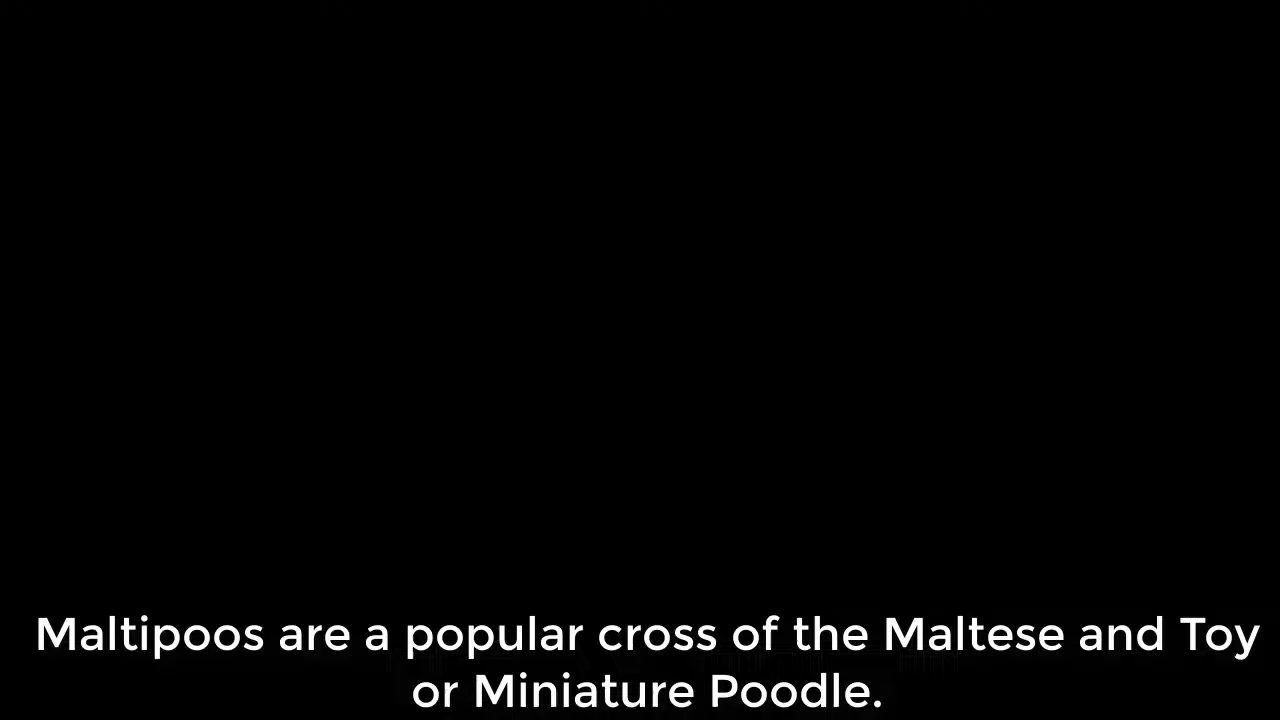 Maltipoos are a popular cross of the Maltese and Toy
or Miniature Poodle.